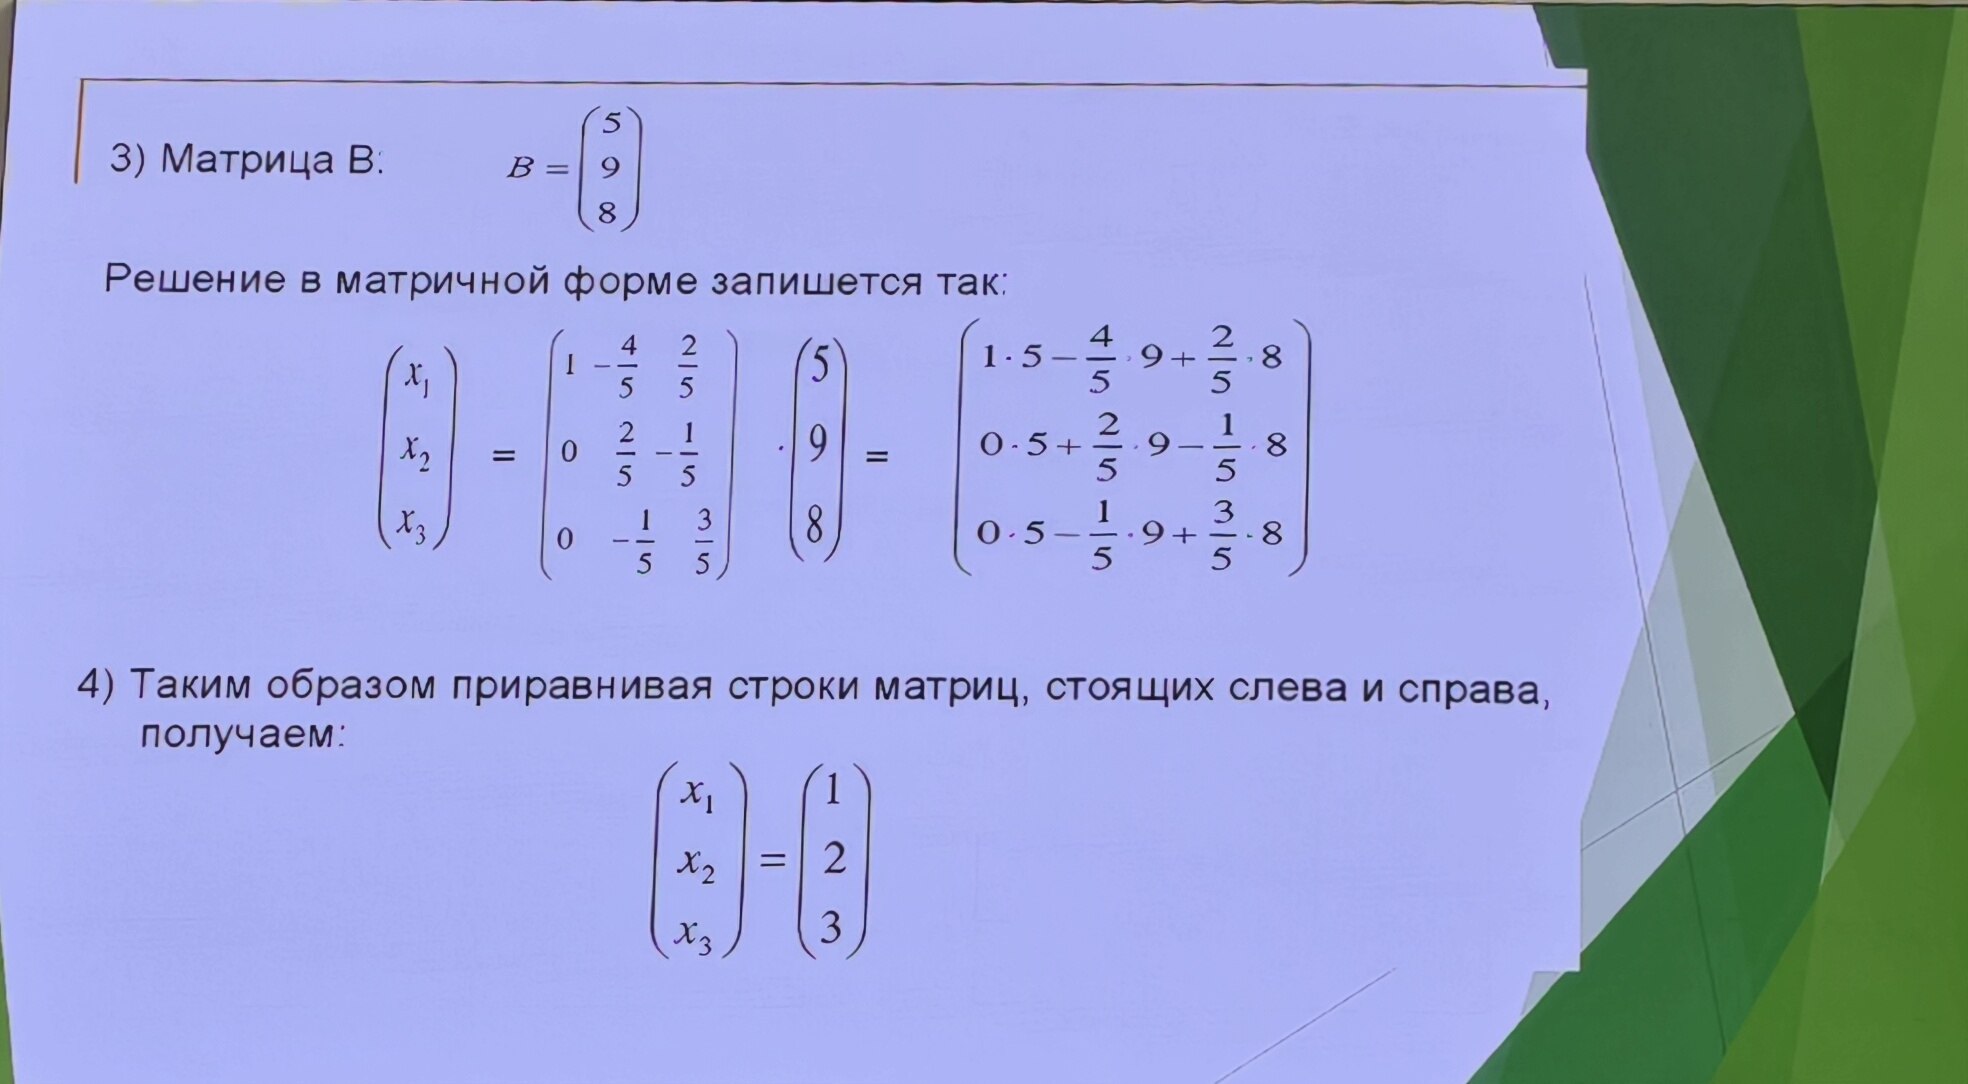 3) Матрица В: B = (5 9 8)
Решение в матричной форме запишется так:
(x₁ x₂ x₃) = (1 −4/5 2/5
0 2/5 −1/5
0 −1/5 3/5) · (5 9 8) = (1·5−4/5·9+2/5·8
0·5+2/5·9−1/5·8
0·5−1/5·9+3/5·8)
4) Таким образом приравнивая строки матриц, стоящих слева и справа,
получаем:
(x₁ x₂ x₃) = (1 2 3)